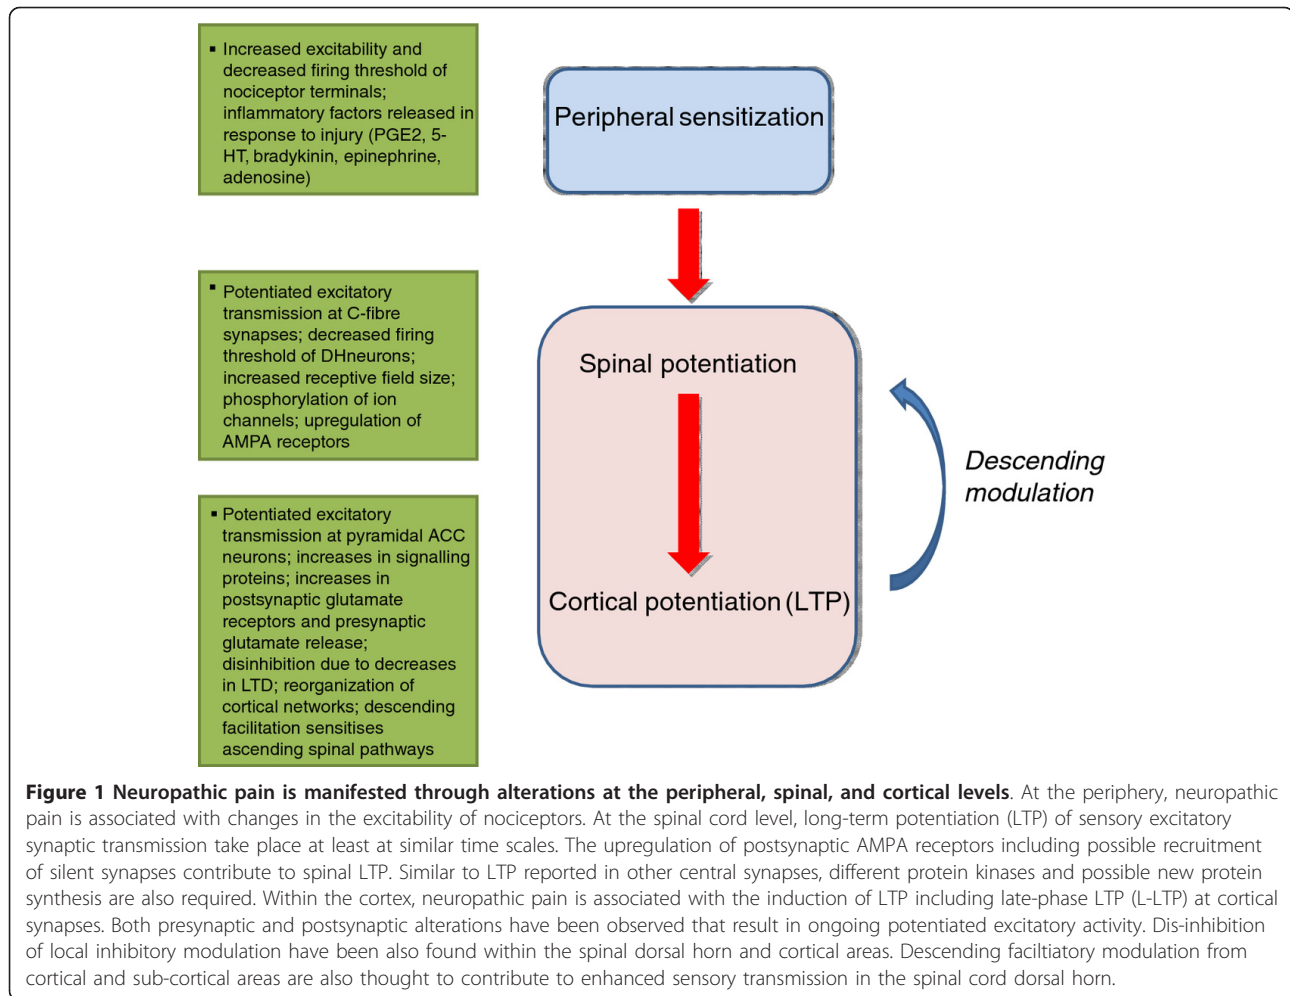 ▪ Increased excitability and
decreased firing threshold of
nociceptor terminals;
inflammatory factors released in
response to injury (PGE2, 5-
HT, bradykinin, epinephrine,
adenosine)
Peripheral sensitization
▪ Potentiated excitatory
transmission at C-fibre
synapses; decreased firing
threshold of DHneurons;
increased receptive field size;
phosphorylation of ion
channels; upregulation of
AMPA receptors
Spinal potentiation
Descending
modulation
▪ Potentiated excitatory
transmission at pyramidal ACC
neurons; increases in signalling
proteins; increases in
postsynaptic glutamate
receptors and presynaptic
glutamate release;
disinhibition due to decreases
in LTD; reorganization of
cortical networks; descending
facilitation sensitises
ascending spinal pathways
Cortical potentiation (LTP)
Figure 1 Neuropathic pain is manifested through alterations at the peripheral, spinal, and cortical levels. At the periphery, neuropathic
pain is associated with changes in the excitability of nociceptors. At the spinal cord level, long-term potentiation (LTP) of sensory excitatory
synaptic transmission take place at least at similar time scales. The upregulation of postsynaptic AMPA receptors including possible recruitment
of silent synapses contribute to spinal LTP. Similar to LTP reported in other central synapses, different protein kinases and possible new protein
synthesis are also required. Within the cortex, neuropathic pain is associated with the induction of LTP including late-phase LTP (L-LTP) at cortical
synapses. Both presynaptic and postsynaptic alterations have been observed that result in ongoing potentiated excitatory activity. Dis-inhibition
of local inhibitory modulation have been also found within the spinal dorsal horn and cortical areas. Descending faciltiatory modulation from
cortical and sub-cortical areas are also thought to contribute to enhanced sensory transmission in the spinal cord dorsal horn.